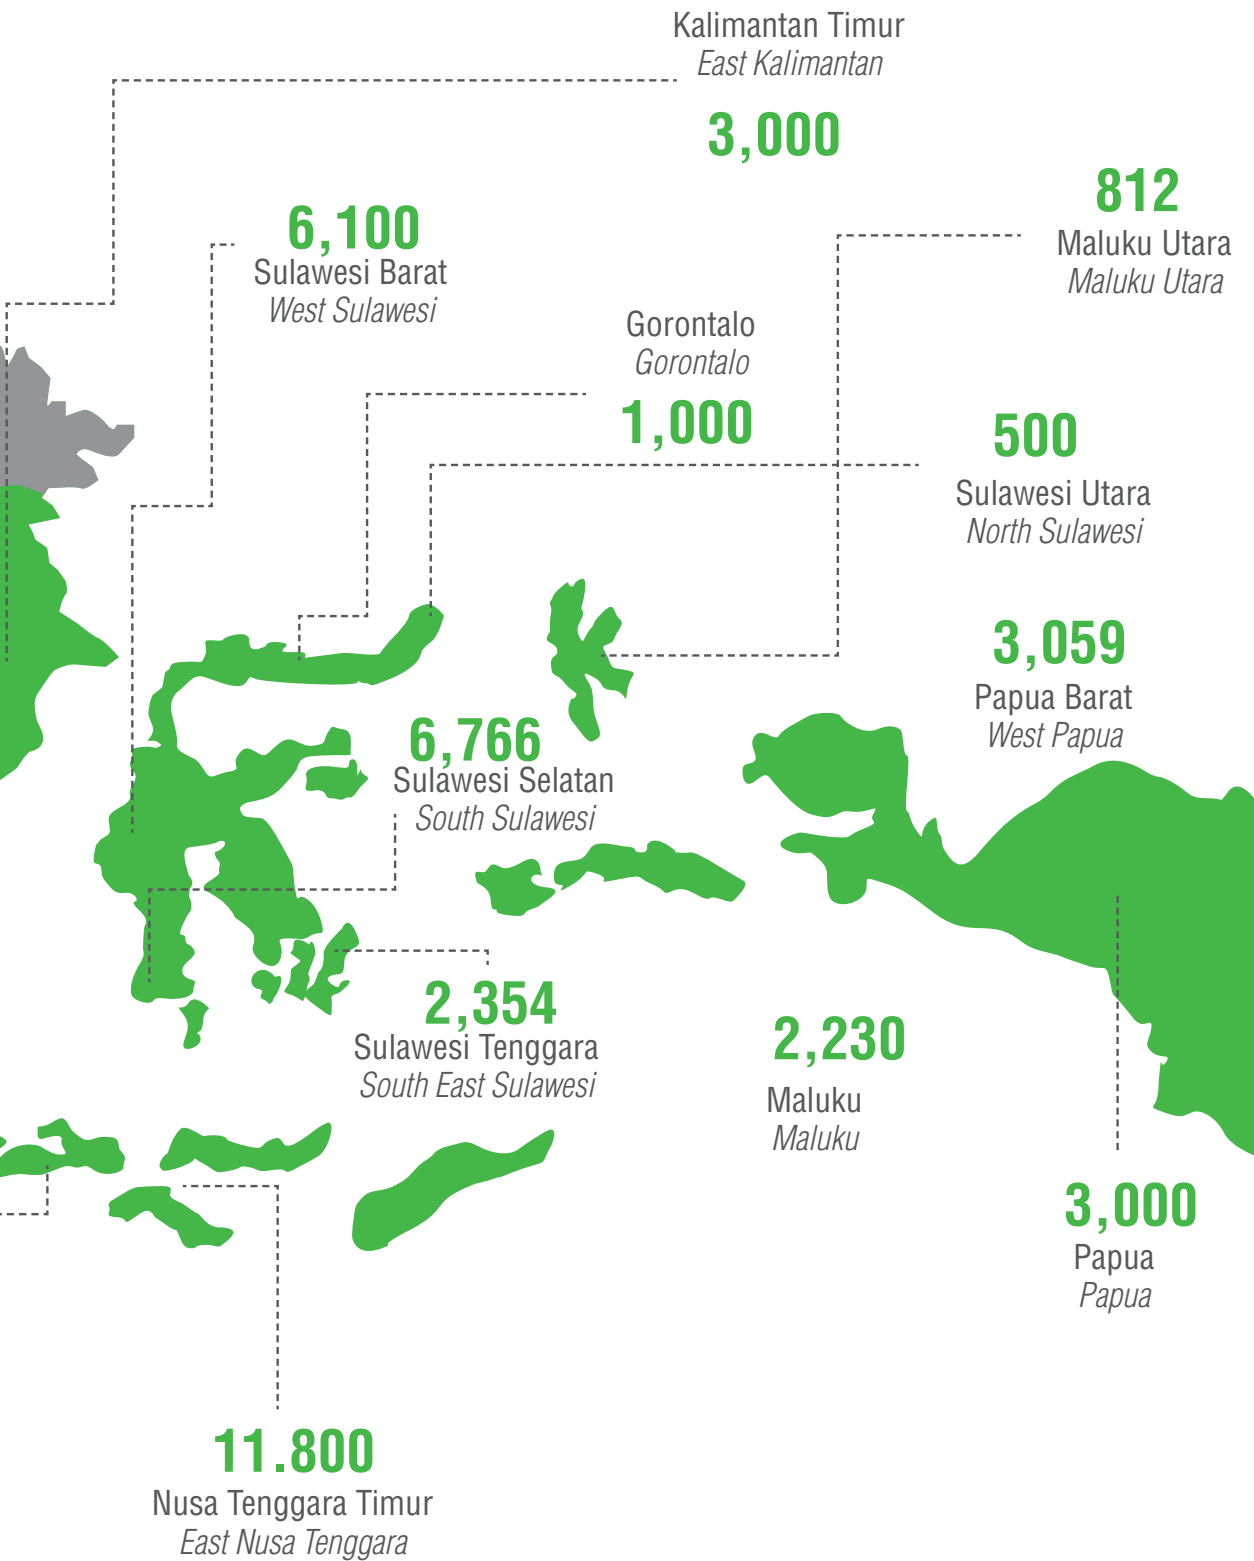 Kalimantan Timur
East Kalimantan
3,000
812
Maluku Utara
Maluku Utara
6,100
Sulawesi Barat
West Sulawesi
Gorontalo
Gorontalo
1,000
500
Sulawesi Utara
North Sulawesi
3,059
Papua Barat
West Papua
6,766
Sulawesi Selatan
South Sulawesi
2,354
Sulawesi Tenggara
South East Sulawesi
2,230
Maluku
Maluku
3,000
Papua
Papua
11.800
Nusa Tenggara Timur
East Nusa Tenggara